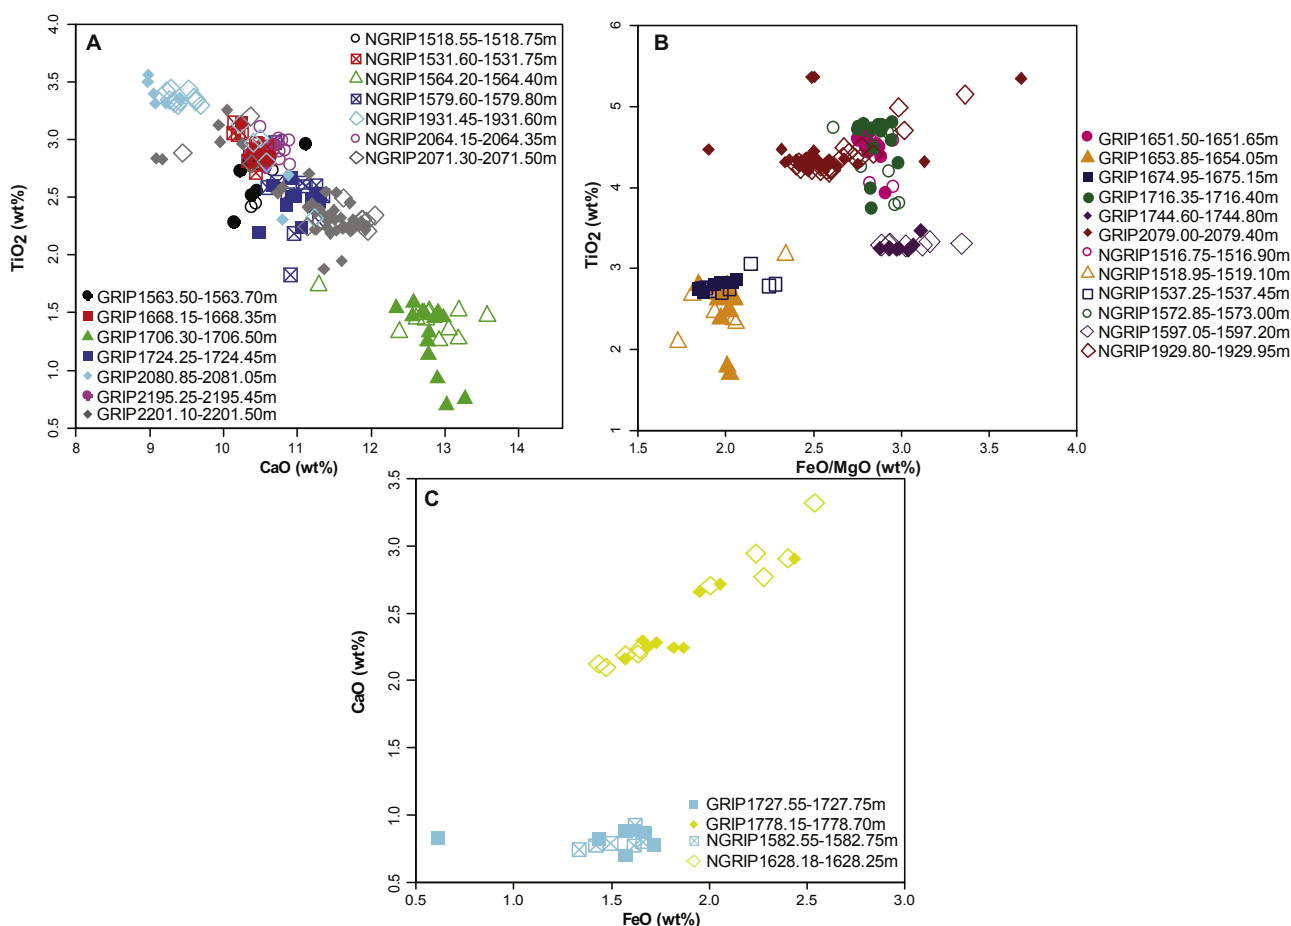 A
NGRIP1518.55-1518.75m
NGRIP1531.60-1531.75m
NGRIP1564.20-1564.40m
NGRIP1579.60-1579.80m
NGRIP1931.45-1931.60m
NGRIP2064.15-2064.35m
NGRIP2071.30-2071.50m
GRIP1563.50-1563.70m
GRIP1668.15-1668.35m
GRIP1706.30-1706.50m
GRIP1724.25-1724.45m
GRIP2080.85-2081.05m
GRIP2195.25-2195.45m
GRIP2201.10-2201.50m
TiO2 (wt%)
4.0
3.5
3.0
2.5
2.0
1.5
1.0
0.5
8 9 10 11 12 13 14
CaO (wt%)
B
TiO2 (wt%)
6
5
4
3
2
1
1.5 2.0 2.5 3.0 3.5 4.0
FeO/MgO (wt%)
GRIP1651.50-1651.65m
GRIP1653.85-1654.05m
GRIP1674.95-1675.15m
GRIP1716.35-1716.40m
GRIP1744.60-1744.80m
GRIP2079.00-2079.40m
NGRIP1516.75-1516.90m
NGRIP1518.95-1519.10m
NGRIP1537.25-1537.45m
NGRIP1572.85-1573.00m
NGRIP1597.05-1597.20m
NGRIP1929.80-1929.95m
C
CaO (wt%)
3.5
3.0
2.5
2.0
1.5
1.0
0.5
GRIP1727.55-1727.75m
GRIP1778.15-1778.70m
NGRIP1582.55-1582.75m
NGRIP1628.18-1628.25m
0.5 1.0 1.5 2.0 2.5 3.0
FeO (wt%)